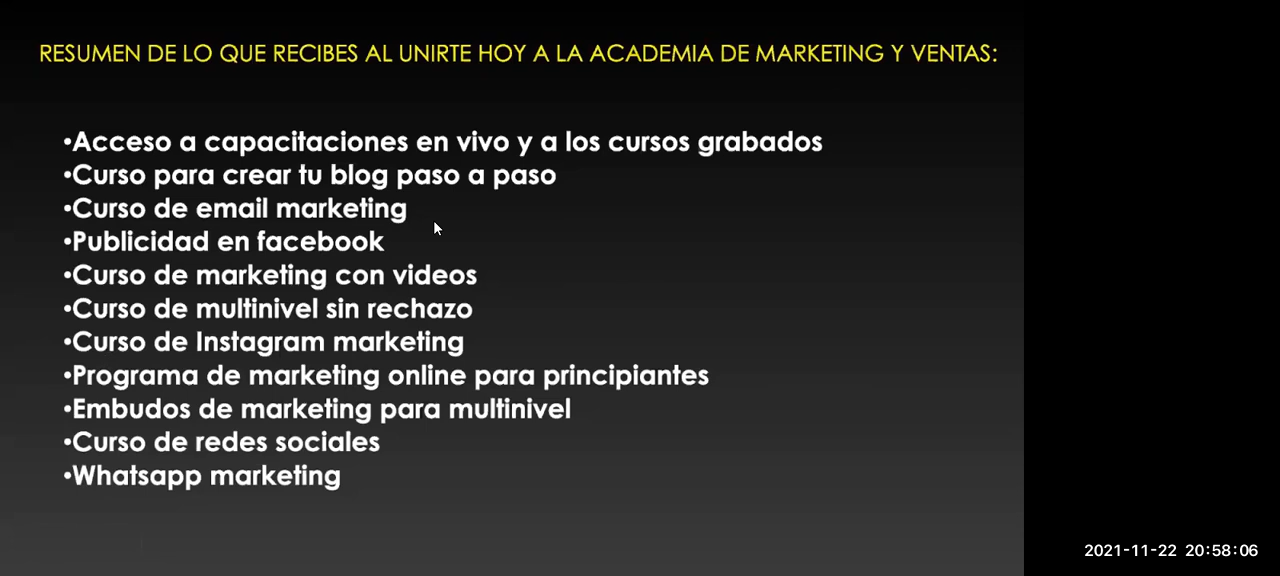 RESUMEN DE LO QUE RECIBES AL UNIRTE HOY A LA ACADEMIA DE MARKETING Y VENTAS:
•Acceso a capacitaciones en vivo y a los cursos grabados
•Curso para crear tu blog paso a paso
•Curso de email marketing
•Publicidad en facebook
•Curso de marketing con videos
•Curso de multinivel sin rechazo
•Curso de Instagram marketing
•Programa de marketing online para principiantes
•Embudos de marketing para multinivel
•Curso de redes sociales
•Whatsapp marketing
2021-11-22 20:58:06